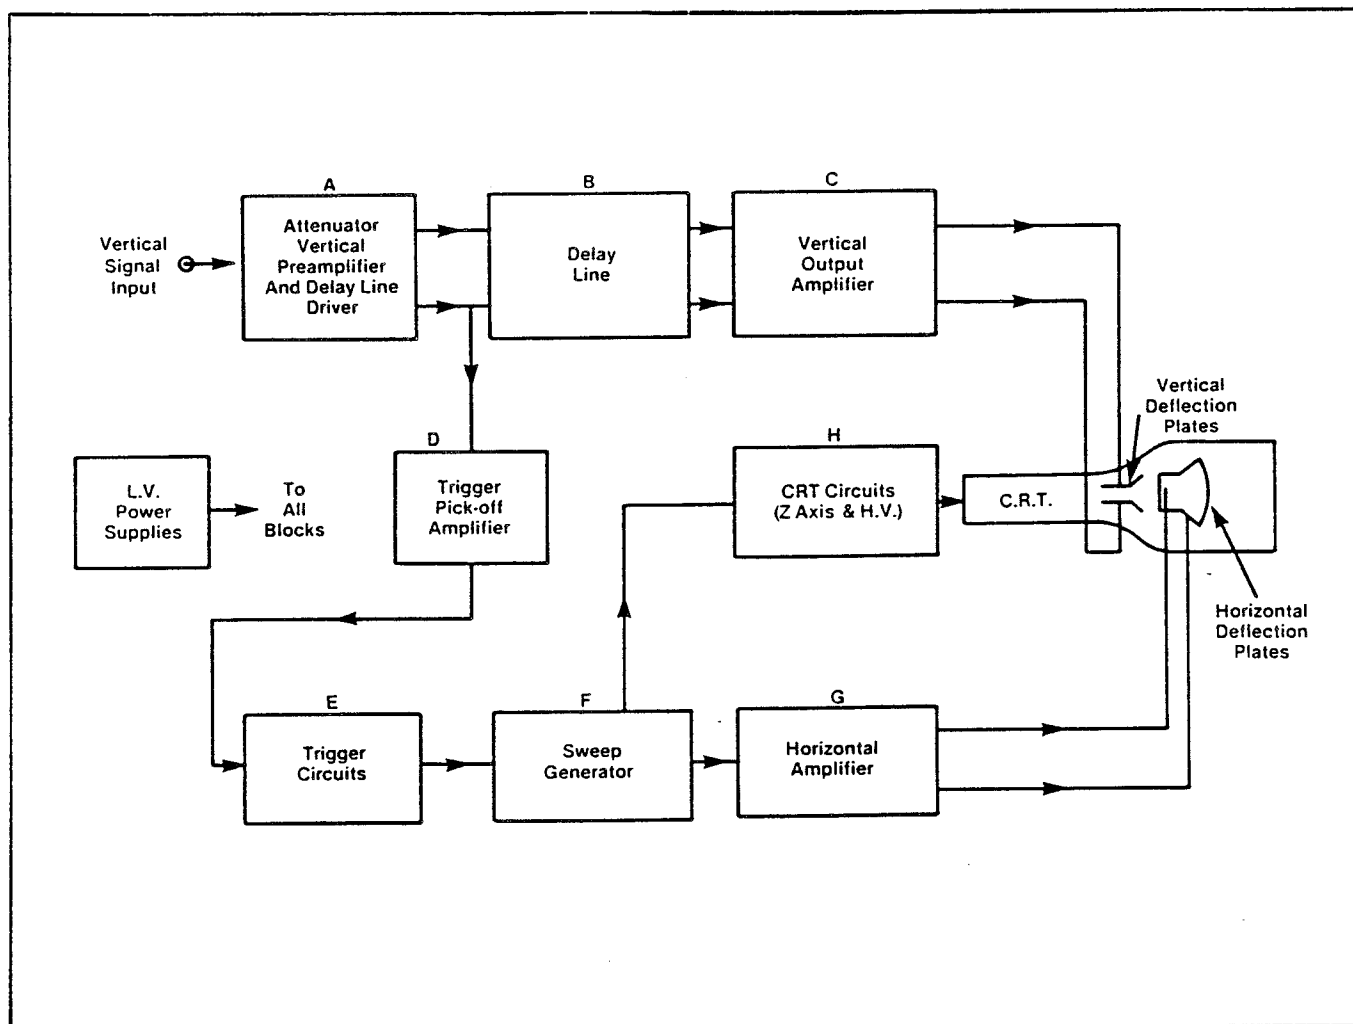 A
Attenuator
Vertical
Preamplifier
And Delay Line
Driver
B
Delay
Line
C
Vertical
Output
Amplifier
Vertical
Signal
Input
Vertical
Deflection
Plates
D
Trigger
Pick-off
Amplifier
H
CRT Circuits
(Z Axis & H.V.)
C.R.T.
L.V.
Power
Supplies
To
All
Blocks
Horizontal
Deflection
Plates
E
Trigger
Circuits
F
Sweep
Generator
G
Horizontal
Amplifier